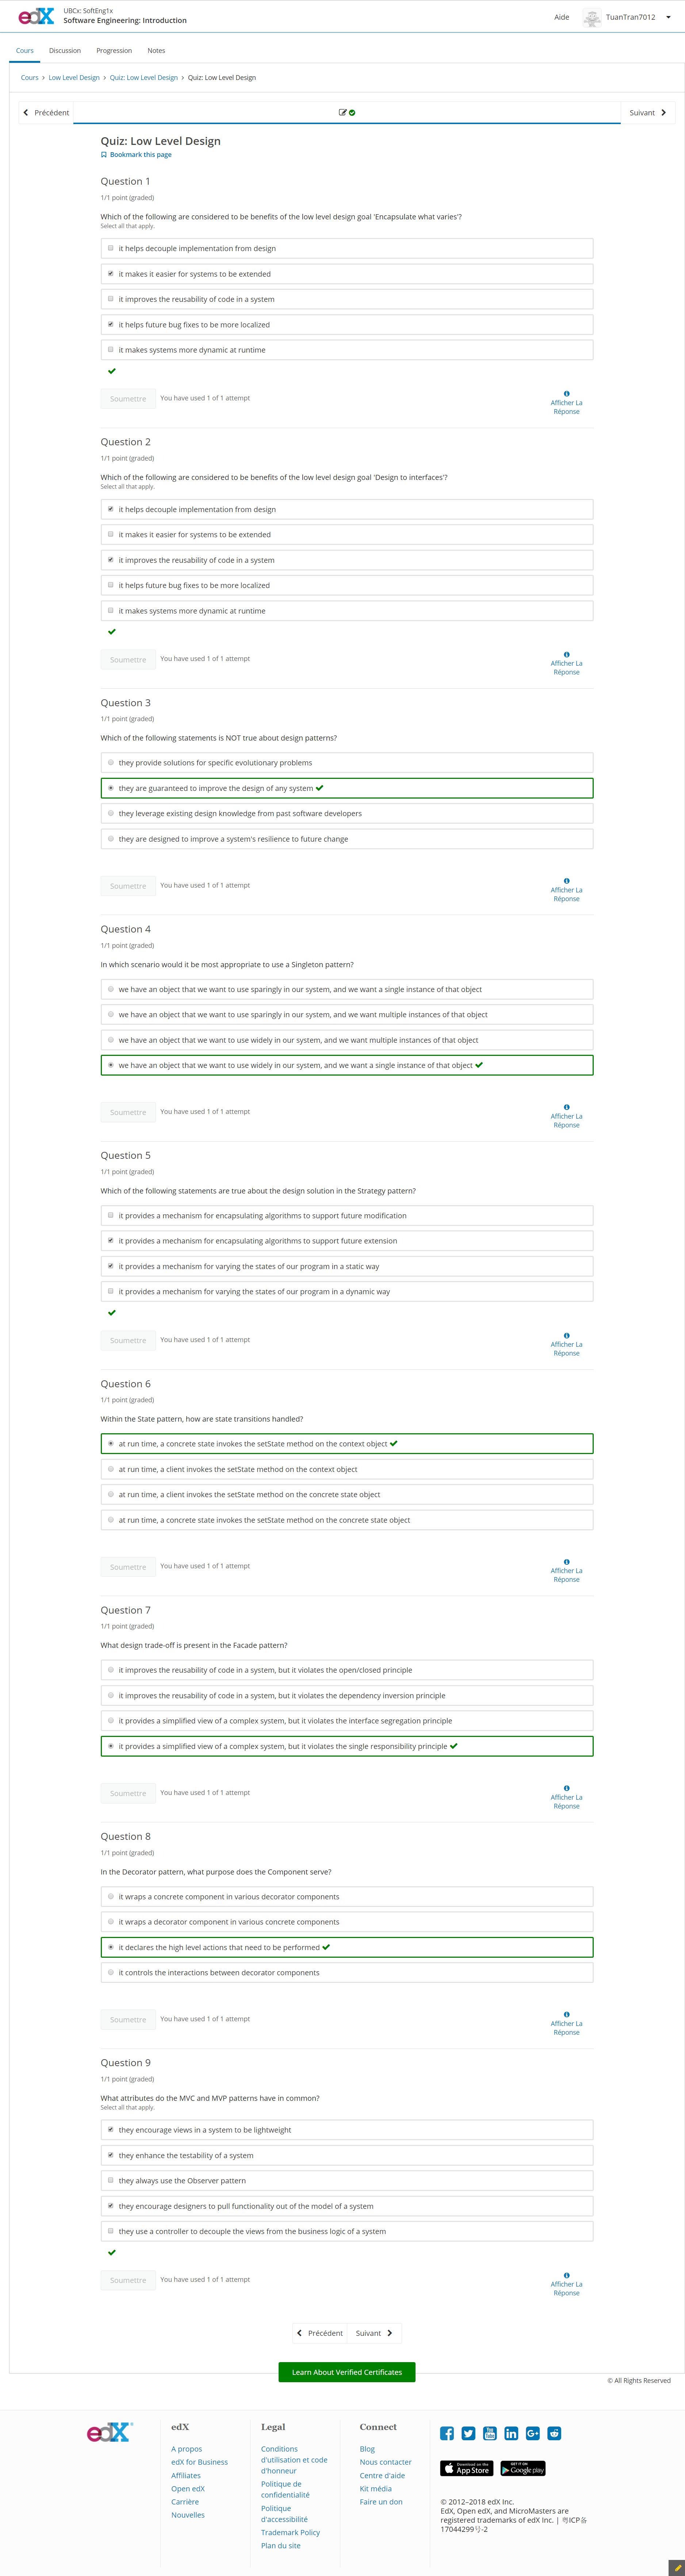 edX
UBCx: SoftEng1x
Software Engineering: Introduction
Aide
TuanTran7012
Cours
Discussion
Progression
Notes
Cours > Low Level Design > Quiz: Low Level Design > Quiz: Low Level Design
Précédent
Suivant
Quiz: Low Level Design
Bookmark this page
Question 1
1/1 point (graded)
Which of the following are considered to be benefits of the low level design goal 'Encapsulate what varies'?
Select all that apply.
it helps decouple implementation from design
it makes it easier for systems to be extended
it improves the reusability of code in a system
it helps future bug fixes to be more localized
it makes systems more dynamic at runtime
Soumettre
You have used 1 of 1 attempt
Afficher La
Réponse
Question 2
1/1 point (graded)
Which of the following are considered to be benefits of the low level design goal 'Design to interfaces'?
Select all that apply.
it helps decouple implementation from design
it makes it easier for systems to be extended
it improves the reusability of code in a system
it helps future bug fixes to be more localized
it makes systems more dynamic at runtime
Soumettre
You have used 1 of 1 attempt
Afficher La
Réponse
Question 3
1/1 point (graded)
Which of the following statements is NOT true about design patterns?
they provide solutions for specific evolutionary problems
they are guaranteed to improve the design of any system
they leverage existing design knowledge from past software developers
they are designed to improve a system's resilience to future change
Soumettre
You have used 1 of 1 attempt
Afficher La
Réponse
Question 4
1/1 point (graded)
In which scenario would it be most appropriate to use a Singleton pattern?
we have an object that we want to use sparingly in our system, and we want a single instance of that object
we have an object that we want to use sparingly in our system, and we want multiple instances of that object
we have an object that we want to use widely in our system, and we want multiple instances of that object
we have an object that we want to use widely in our system, and we want a single instance of that object
Soumettre
You have used 1 of 1 attempt
Afficher La
Réponse
Question 5
1/1 point (graded)
Which of the following statements are true about the design solution in the Strategy pattern?
it provides a mechanism for encapsulating algorithms to support future modification
it provides a mechanism for encapsulating algorithms to support future extension
it provides a mechanism for varying the states of our program in a static way
it provides a mechanism for varying the states of our program in a dynamic way
Soumettre
You have used 1 of 1 attempt
Afficher La
Réponse
Question 6
1/1 point (graded)
Within the State pattern, how are state transitions handled?
at run time, a concrete state invokes the setState method on the context object
at run time, a client invokes the setState method on the context object
at run time, a client invokes the setState method on the concrete state object
at run time, a concrete state invokes the setState method on the concrete state object
Soumettre
You have used 1 of 1 attempt
Afficher La
Réponse
Question 7
1/1 point (graded)
What design trade-off is present in the Facade pattern?
it improves the reusability of code in a system, but it violates the open/closed principle
it improves the reusability of code in a system, but it violates the dependency inversion principle
it provides a simplified view of a complex system, but it violates the interface segregation principle
it provides a simplified view of a complex system, but it violates the single responsibility principle
Soumettre
You have used 1 of 1 attempt
Afficher La
Réponse
Question 8
1/1 point (graded)
In the Decorator pattern, what purpose does the Component serve?
it wraps a concrete component in various decorator components
it wraps a decorator component in various concrete components
it declares the high level actions that need to be performed
it controls the interactions between decorator components
Soumettre
You have used 1 of 1 attempt
Afficher La
Réponse
Question 9
1/1 point (graded)
What attributes do the MVC and MVP patterns have in common?
Select all that apply.
they encourage views in a system to be lightweight
they enhance the testability of a system
they always use the Observer pattern
they encourage designers to pull functionality out of the model of a system
they use a controller to decouple the views from the business logic of a system
Soumettre
You have used 1 of 1 attempt
Afficher La
Réponse
Précédent
Suivant
Learn About Verified Certificates
© All Rights Reserved
edX
edX
A propos
edX for Business
Affiliates
Open edX
Carrière
Nouvelles
Legal
Conditions
d'utilisation et code
d'honneur
Politique de
confidentialité
Politique
d'accessibilité
Trademark Policy
Plan du site
Connect
Blog
Nous contacter
Centre d'aide
Kit média
Faire un don
You Tube
in
G+
Download on the
App Store
GET IT ON
Google play
© 2012–2018 edX Inc.
EdX, Open edX, and MicroMasters are
registered trademarks of edX Inc. | 粤ICP备
17044299号-2